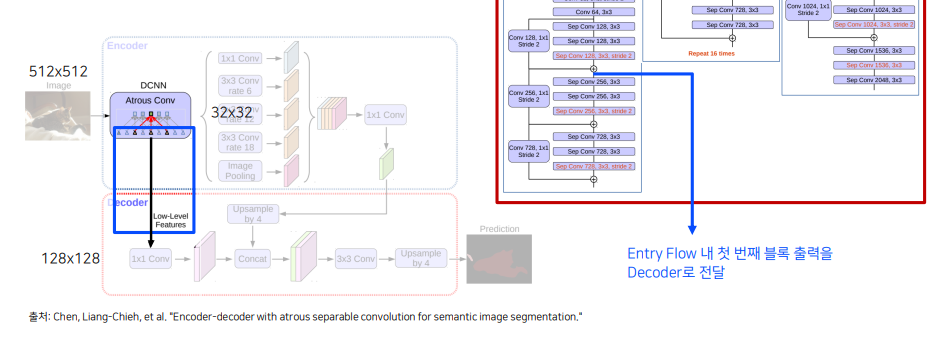 Encoder
512x512
Image
DCNN
Atrous Conv
1x1 Conv
3x3 Conv
rate 6
32x32
3x3 Conv
rate 12
3x3 Conv
rate 18
Image
Pooling
1x1 Conv
Decoder
Low-Level
Features
Upsample
by 4
128x128
1x1 Conv
Concat
3x3 Conv
Upsample
by 4
Prediction
Conv 64, 3x3
Conv 128, 1x1
Stride 2
Sep Conv 128, 3x3
Sep Conv 128, 3x3
Sep Conv 128, 3x3, stride 2
Conv 256, 1x1
Stride 2
Sep Conv 256, 3x3
Sep Conv 256, 3x3
Sep Conv 256, 3x3, stride 2
Conv 728, 1x1
Stride 2
Sep Conv 728, 3x3
Sep Conv 728, 3x3
Sep Conv 728, 3x3, stride 2
Sep Conv 728, 3x3
Sep Conv 728, 3x3
Repeat 16 times
Conv 1024, 1x1
Stride 2
Sep Conv 1024, 3x3
Sep Conv 1024, 3x3, stride 2
Sep Conv 1536, 3x3
Sep Conv 1536, 3x3
Sep Conv 2048, 3x3
Entry Flow 내 첫 번째 블록 출력을
Decoder로 전달
출처: Chen, Liang-Chieh, et al. "Encoder-decoder with atrous separable convolution for semantic image segmentation."